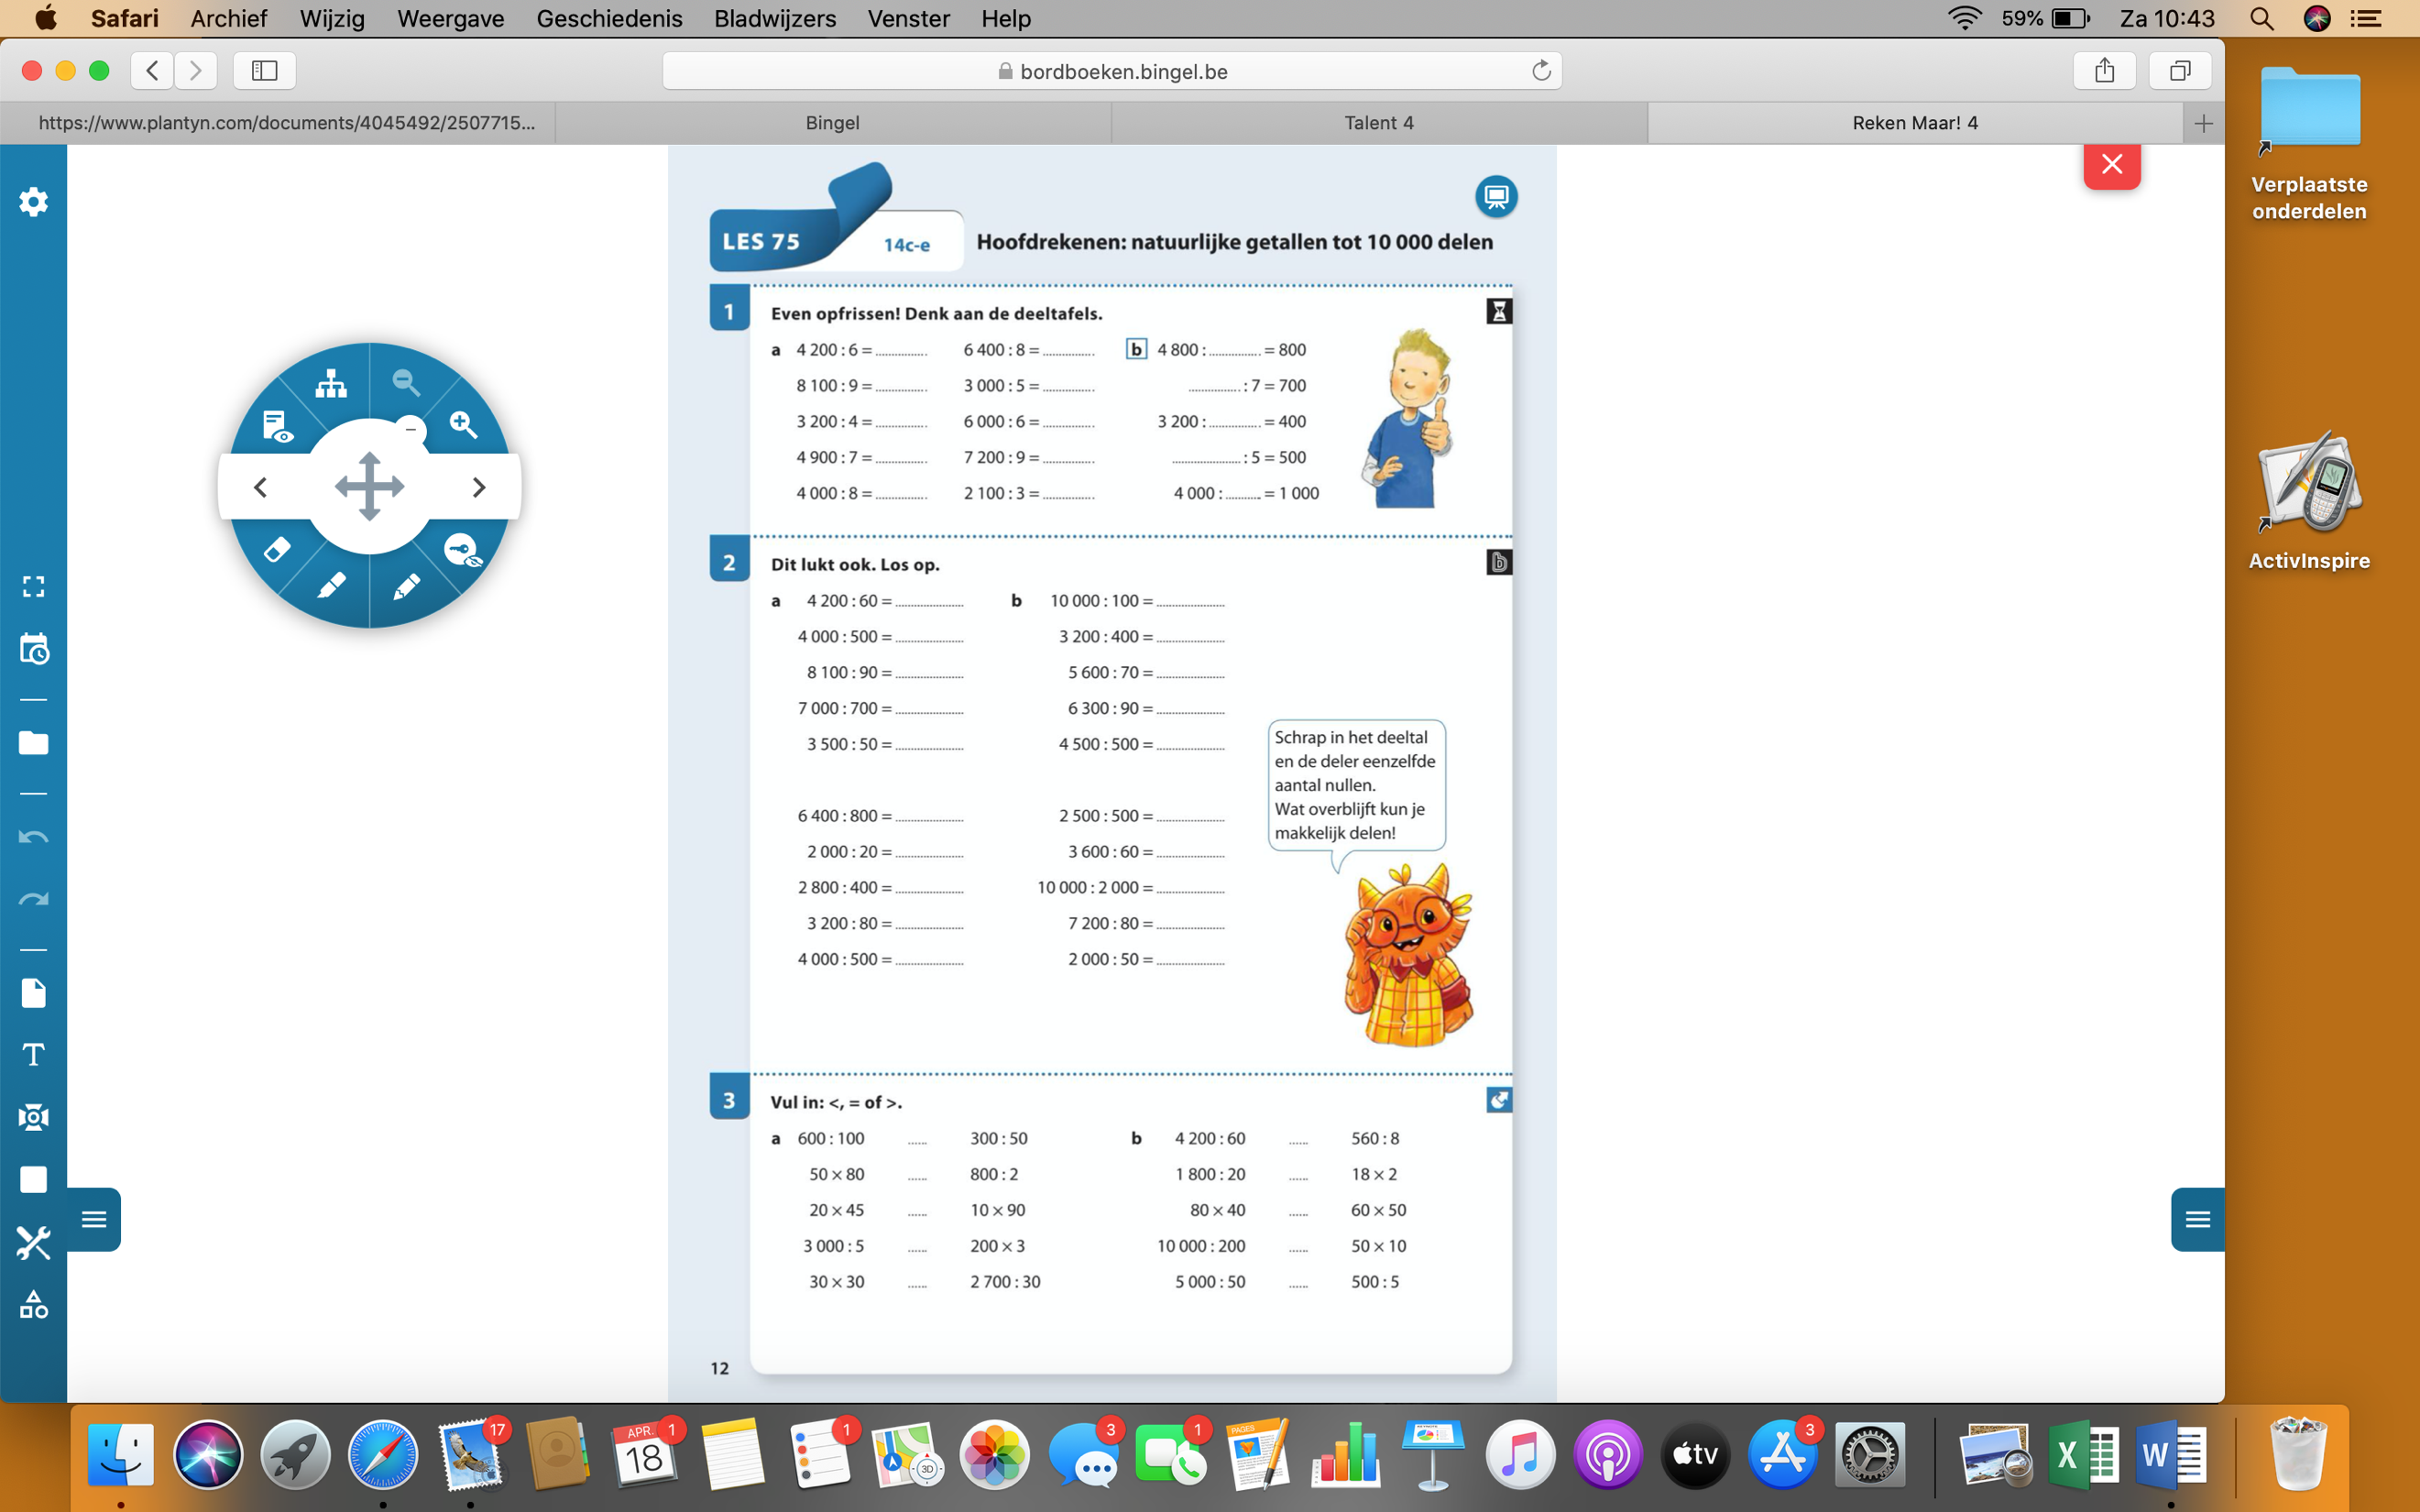 Safari Archief Wijzig Weergave Geschiedenis Bladwijzers Venster Help 59% Za 10:43
bordboeken.bingel.be
https://www.plantyn.com/documents/4045492/2507715... Bingel Talent 4 Reken Maar! 4
Verplaatste
onderdelen
ActivInspire
LES 75 14c-e Hoofdrekenen: natuurlijke getallen tot 10 000 delen
1 Even opfrissen! Denk aan de deeltafels.
a 4 200 : 6 = .............. 6 400 : 8 = .............. b 4 800 : .............. = 800
8 100 : 9 = .............. 3 000 : 5 = .............. .............. : 7 = 700
3 200 : 4 = .............. 6 000 : 6 = .............. 3 200 : .............. = 400
4 900 : 7 = .............. 7 200 : 9 = .............. .............. : 5 = 500
4 000 : 8 = .............. 2 100 : 3 = .............. 4 000 : .......... = 1 000
2 Dit lukt ook. Los op. b
a 4 200 : 60 = .................... b 10 000 : 100 = ....................
4 000 : 500 = .................... 3 200 : 400 = ....................
8 100 : 90 = .................... 5 600 : 70 = ....................
7 000 : 700 = .................... 6 300 : 90 = ....................
3 500 : 50 = .................... 4 500 : 500 = ....................
6 400 : 800 = .................... 2 500 : 500 = ....................
2 000 : 20 = .................... 3 600 : 60 = ....................
2 800 : 400 = .................... 10 000 : 2 000 = ....................
3 200 : 80 = .................... 7 200 : 80 = ....................
4 000 : 500 = .................... 2 000 : 50 = ....................
Schrap in het deeltal
en de deler eenzelfde
aantal nullen.
Wat overblijft kun je
makkelijk delen!
3 Vul in: <, = of >.
a 600 : 100 ...... 300 : 50 b 4 200 : 60 ...... 560 : 8
50 × 80 ...... 800 : 2 1 800 : 20 ...... 18 × 2
20 × 45 ...... 10 × 90 80 × 40 ...... 60 × 50
3 000 : 5 ...... 200 × 3 10 000 : 200 ...... 50 × 10
30 × 30 ...... 2 700 : 30 5 000 : 50 ...... 500 : 5
12
T
17 APR. 18 1 1 3D 3 1 PAGES tv 3 X W